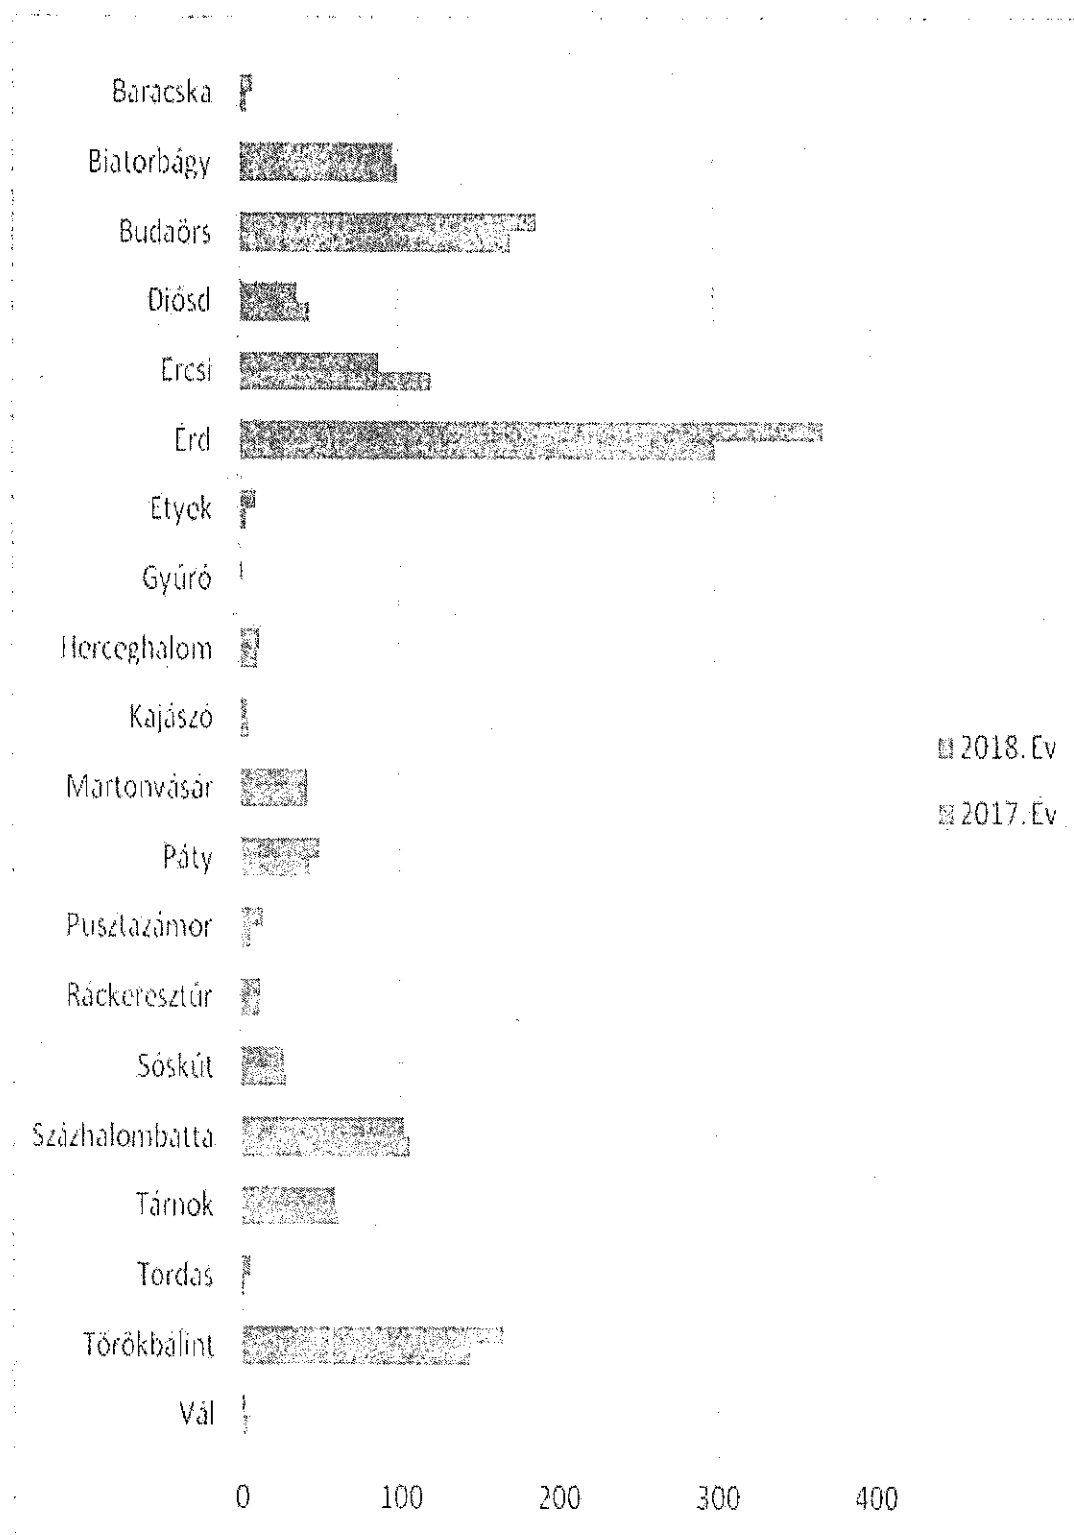 Baracska
Biatorbágy
Budaörs
Diósd
Ercsi
Érd
Etyek
Gyúró
Herceghalom
Kajászó
2018. Év
Martonvásár
2017. Év
Páty
Pusztazámor
Ráckeresztúr
Sóskút
Százhalombatta
Tárnok
Tordas
Törökbálint
Vál
0 100 200 300 400